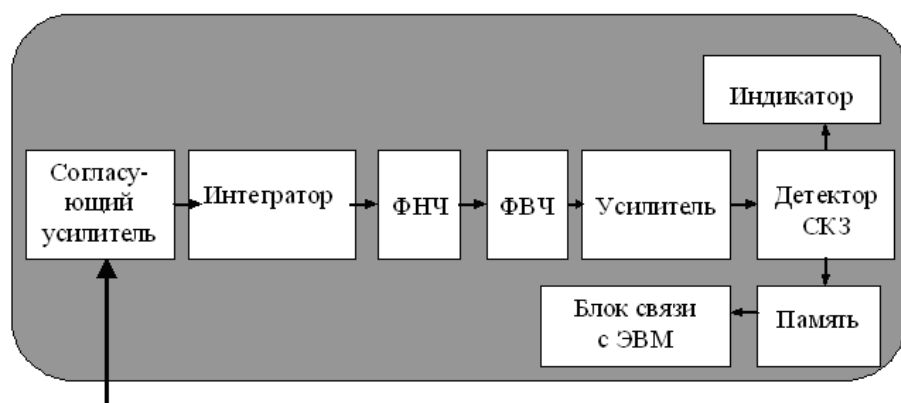 Индикатор
Согласу-
ющий
усилитель
Интегратор
ФНЧ
ФВЧ
Усилитель
Детектор
СКЗ
Блок связи
с ЭВМ
Память